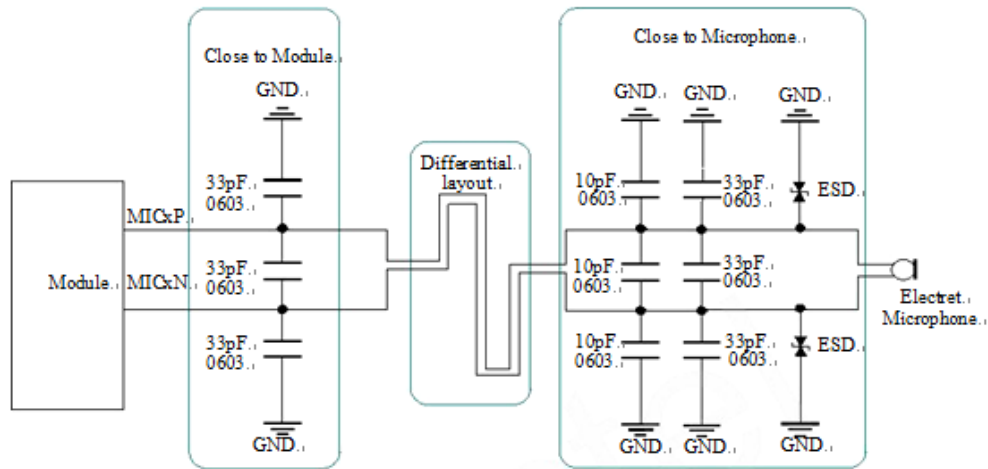 Close to Module.
GND.
33pF.
0603.
MICxP.
33pF.
0603.
Module.
MICxN.
33pF.
0603.
GND.
Differential.
layout.
Close to Microphone.
GND.
GND.
GND.
10pF.
0603.
33pF.
0603.
ESD.
10pF.
0603.
33pF.
0603.
Electret.
Microphone.
10pF.
0603.
33pF.
0603.
ESD.
GND.
GND.
GND.